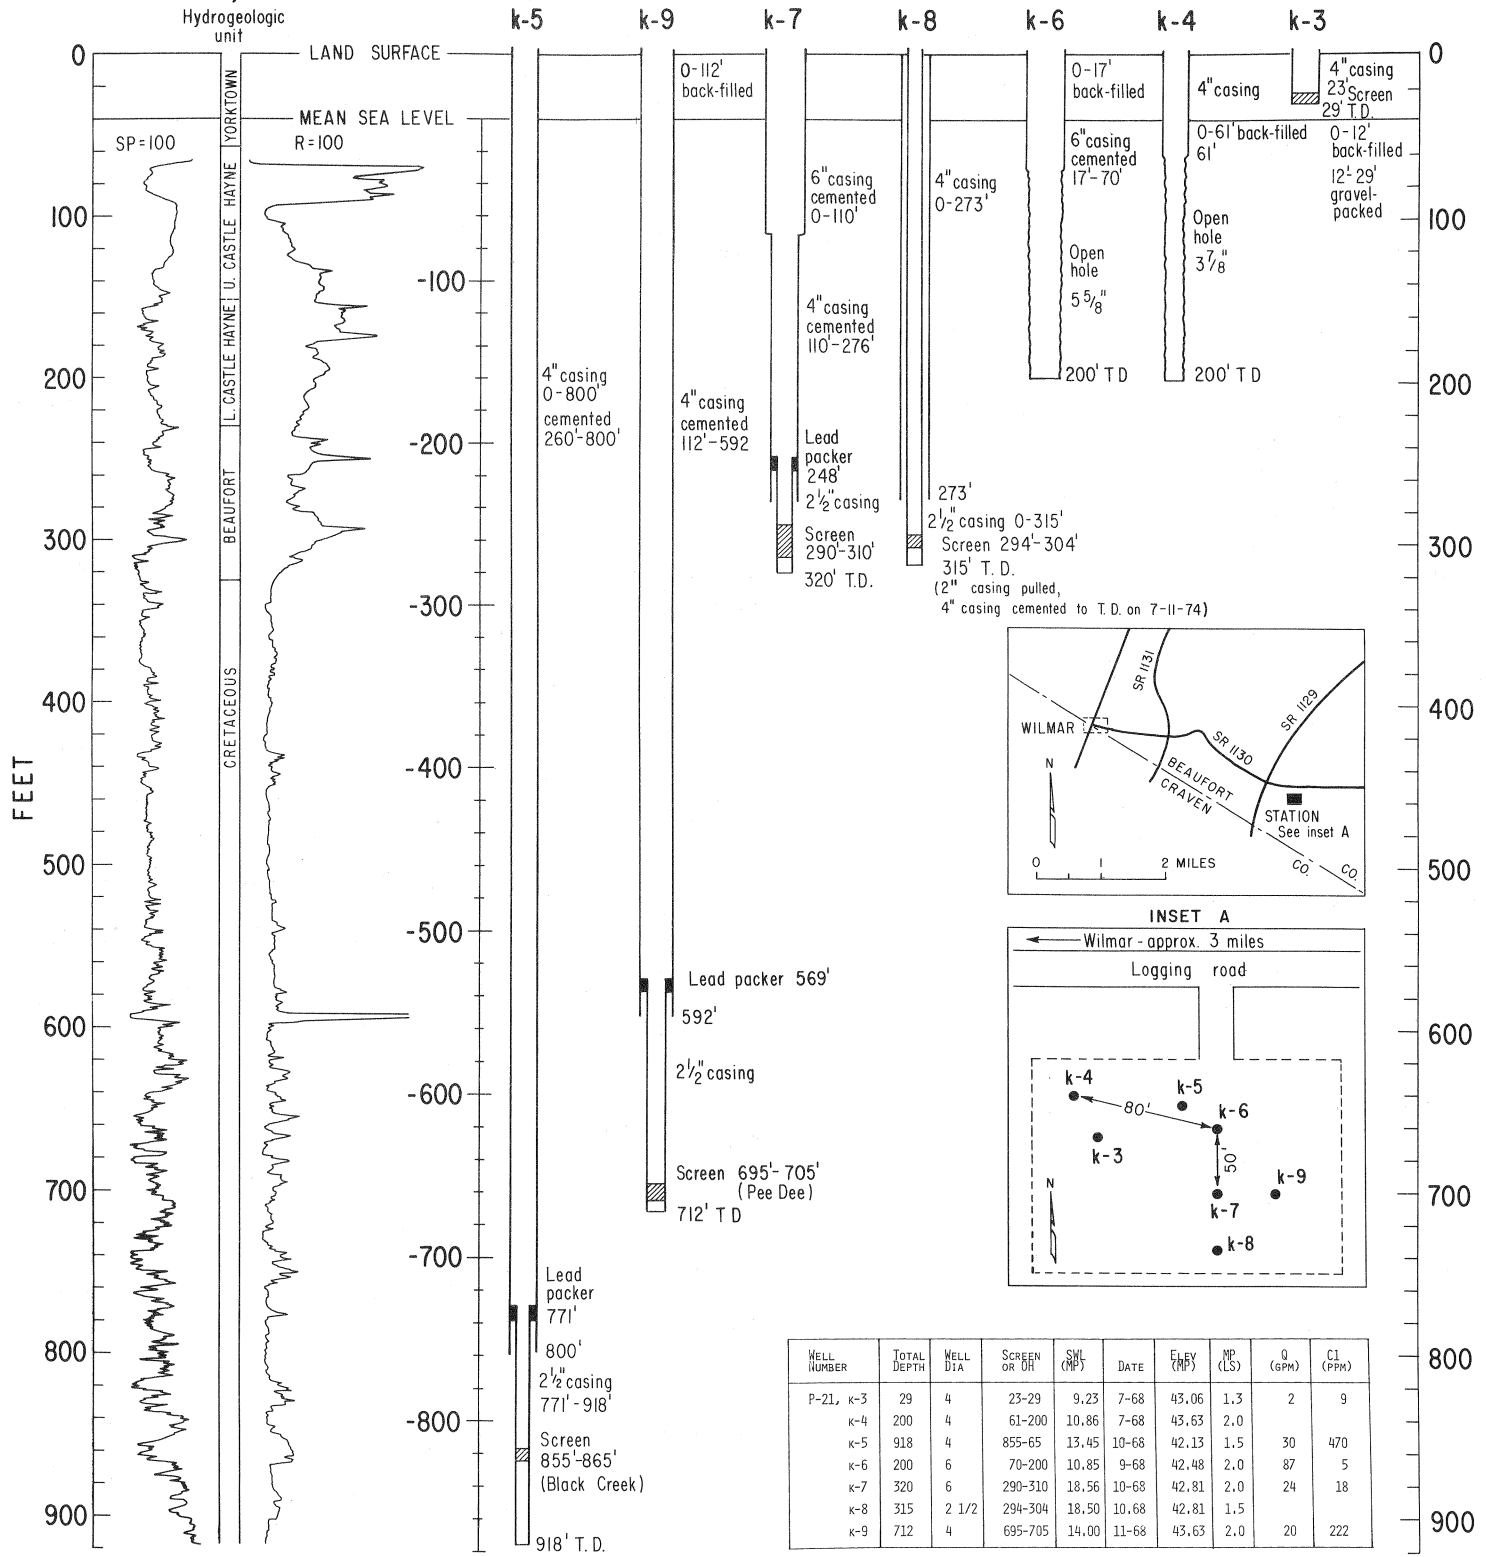 Hydrogeologic
unit
k-5 k-9 k-7 k-8 k-6 k-4 k-3
0
LAND SURFACE
MEAN SEA LEVEL
SP=100
R=100
YORKTOWN
U. CASTLE HAYNE
L. CASTLE HAYNE
BEAUFORT
CRETACEOUS
FEET
100
200
300
400
500
600
700
800
900
-100
-200
-300
-400
-500
-600
-700
-800
4" casing
0-800'
cemented
260'-800'
Lead
packer
771'
800'
2 1/2" casing
771'-918'
Screen
855'-865'
(Black Creek)
918' T.D.
0-112'
back-filled
4" casing
cemented
112'-592
Lead packer 569'
592'
2 1/2" casing
Screen 695'-705'
(Pee Dee)
712' T D
6" casing
cemented
0-110'
4" casing
cemented
110'-276'
Lead
packer
248'
2 1/2" casing
Screen
290'-310'
320' T.D.
4" casing
0-273'
273'
2 1/2" casing 0-315'
Screen 294'-304'
315' T. D.
(2" casing pulled,
4" casing cemented to T. D. on 7-11-74)
0-17'
back-filled
6" casing
cemented
17'-70'
Open
hole
5 5/8"
200' T D
4" casing
0-61' back-filled
61'
Open
hole
3 7/8"
200' T D
4" casing
23' Screen
29' T.D.
0-12'
back-filled
12'-29'
gravel-
packed
0
100
200
300
400
500
600
700
800
900
SR 1131
SR 1129
WILMAR
SR 1130
N
BEAUFORT
CRAVEN
STATION
See inset A
CO.
CO.
0 1 2 MILES
INSET A
Wilmar - approx. 3 miles
Logging road
k-4
k-5
80'
k-6
k-3
50'
k-9
N
k-7
k-8
WELL NUMBER TOTAL DEPTH WELL DIA SCREEN OR OH SWL (MP) DATE ELEV (MP) MP (LS) Q (GPM) Cl (PPM)
P-21, K-3 29 4 23-29 9.23 7-68 43.06 1.3 2 9
K-4 200 4 61-200 10.86 7-68 43.63 2.0
K-5 918 4 855-65 13.45 10-68 42.13 1.5 30 470
K-6 200 6 70-200 10.85 9-68 42.48 2.0 87 5
K-7 320 6 290-310 18.56 10-68 42.81 2.0 24 18
K-8 315 2 1/2 294-304 18.50 10.68 42.81 1.5
K-9 712 4 695-705 14.00 11-68 43.63 2.0 20 222